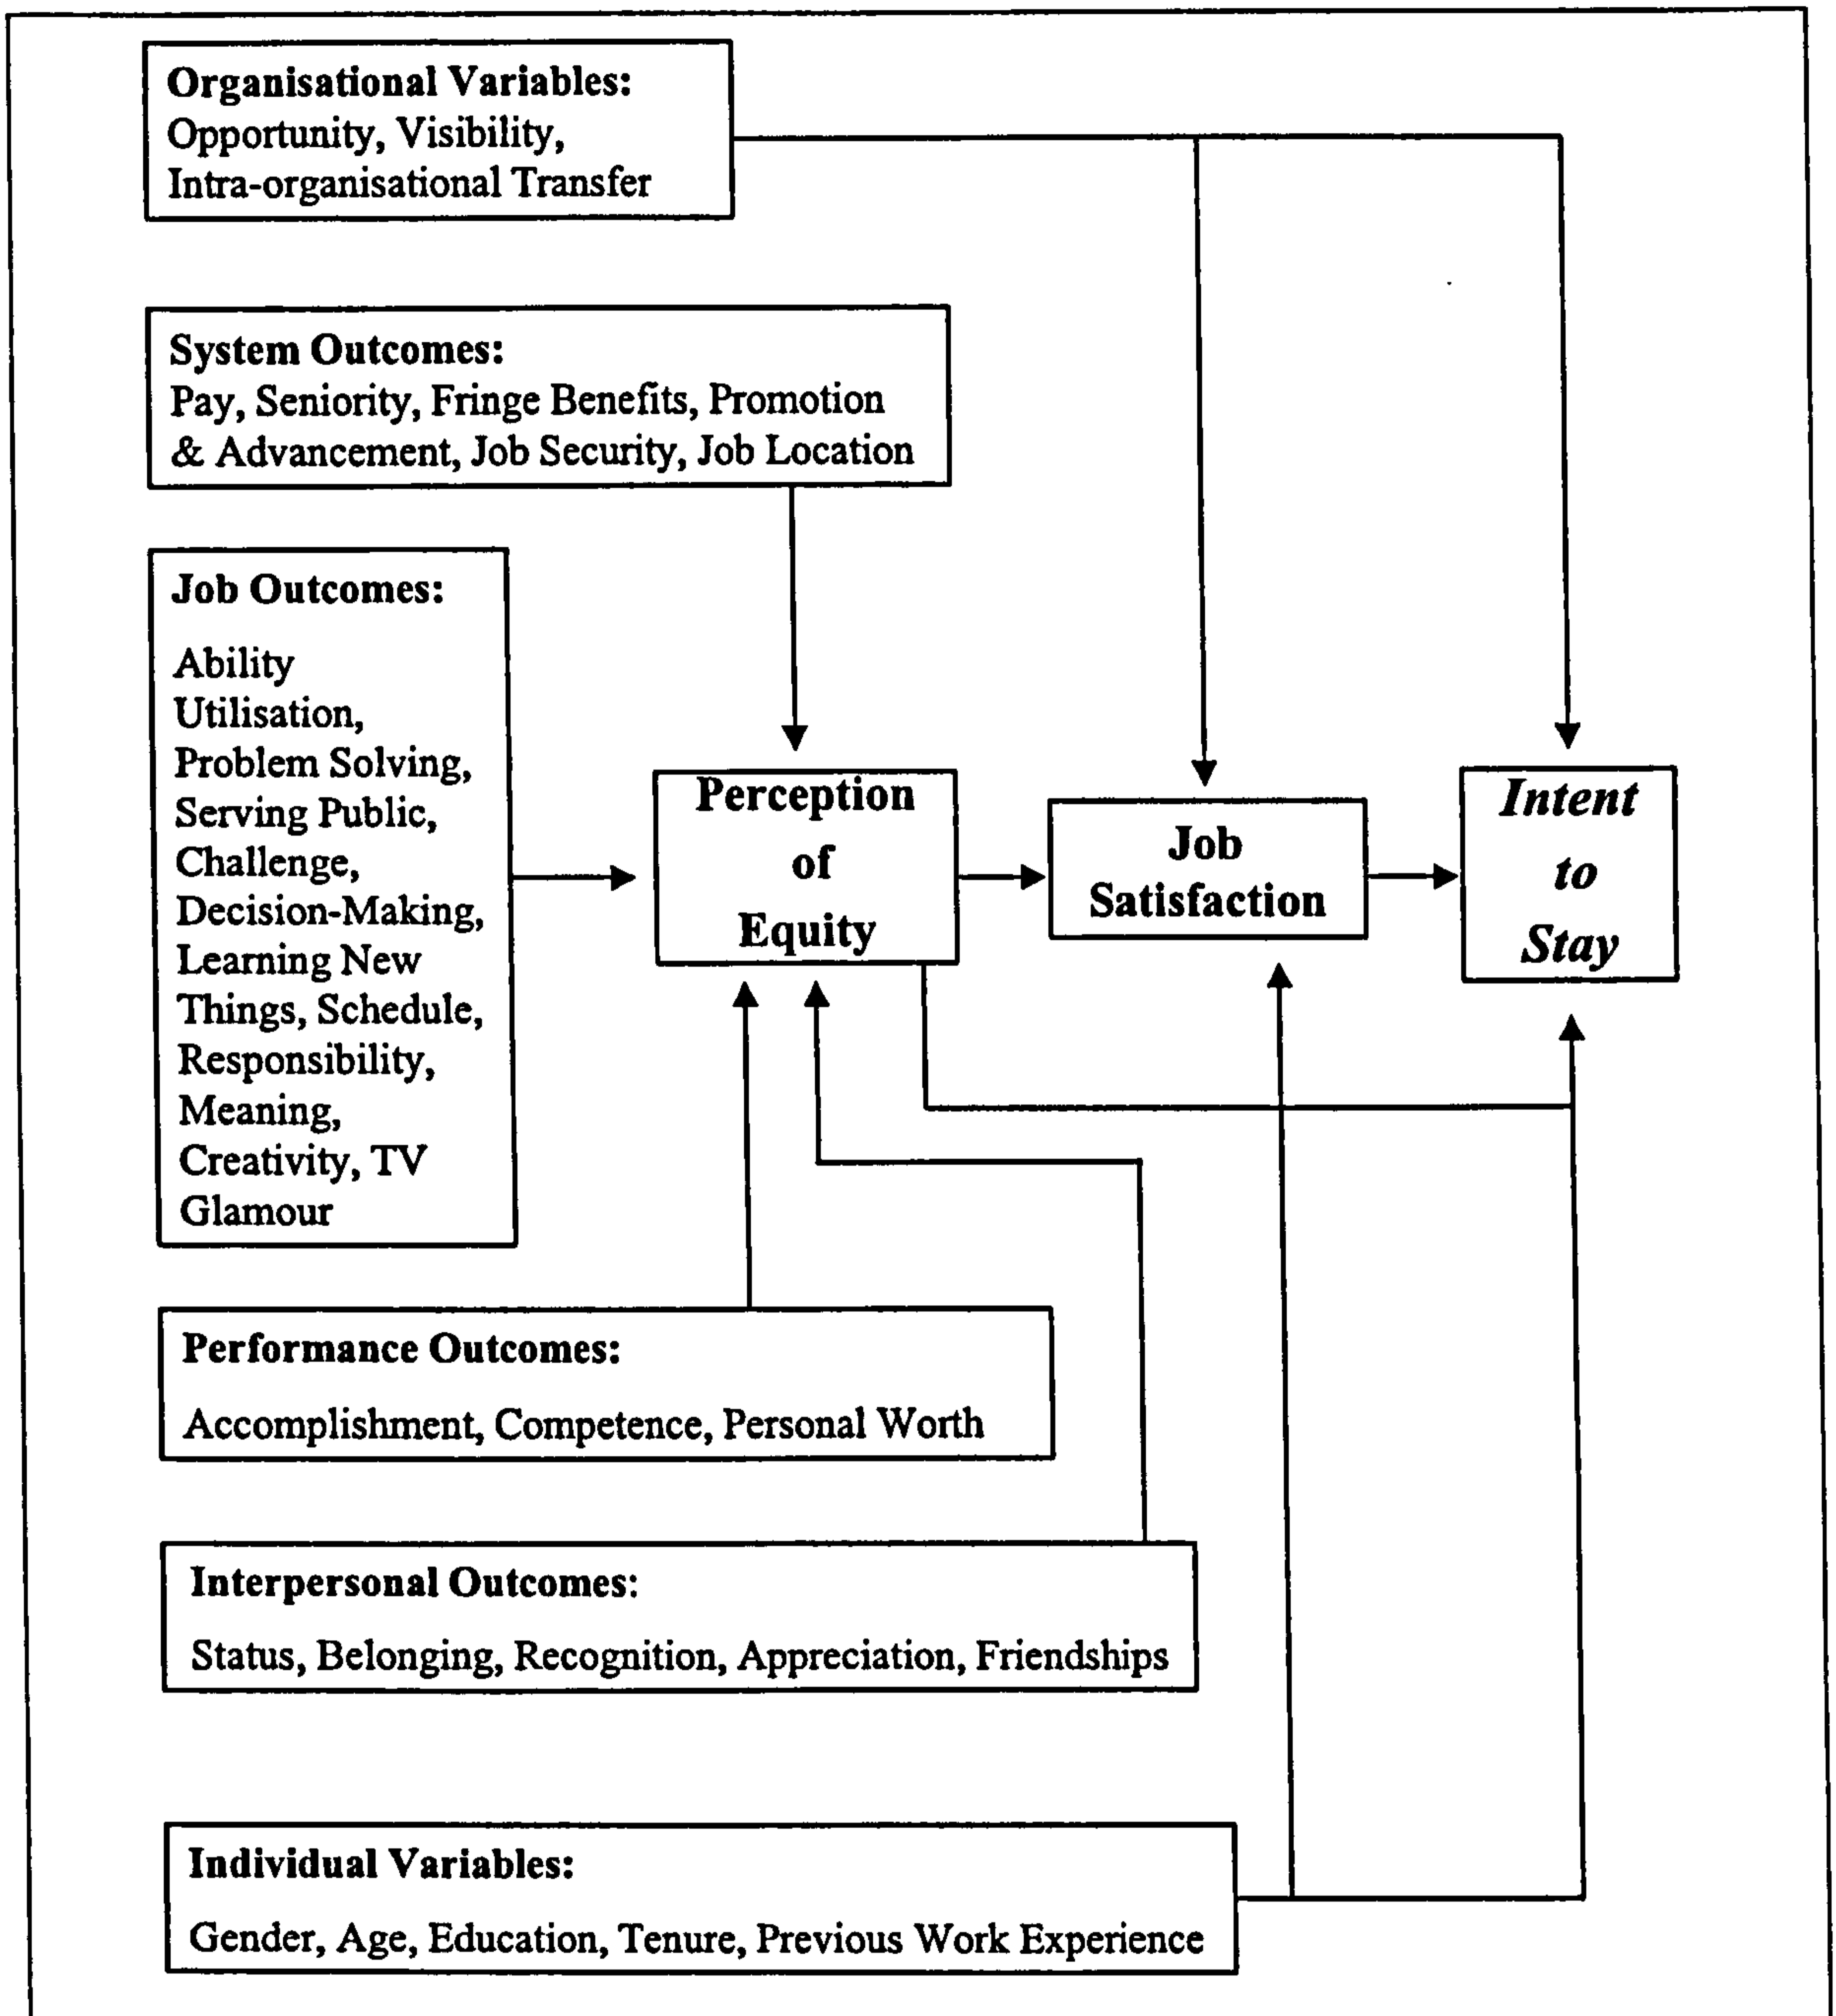 Organisational Variables:
Opportunity, Visibility,
Intra-organisational Transfer
System Outcomes:
Pay, Seniority, Fringe Benefits, Promotion
& Advancement, Job Security, Job Location
Job Outcomes:
Ability
Utilisation,
Problem Solving,
Serving Public,
Challenge,
Decision-Making,
Learning New
Things, Schedule,
Responsibility,
Meaning,
Creativity, TV
Glamour
Perception
of
Equity
Job
Satisfaction
Intent
to
Stay
Performance Outcomes:
Accomplishment, Competence, Personal Worth
Interpersonal Outcomes:
Status, Belonging, Recognition, Appreciation, Friendships
Individual Variables:
Gender, Age, Education, Tenure, Previous Work Experience